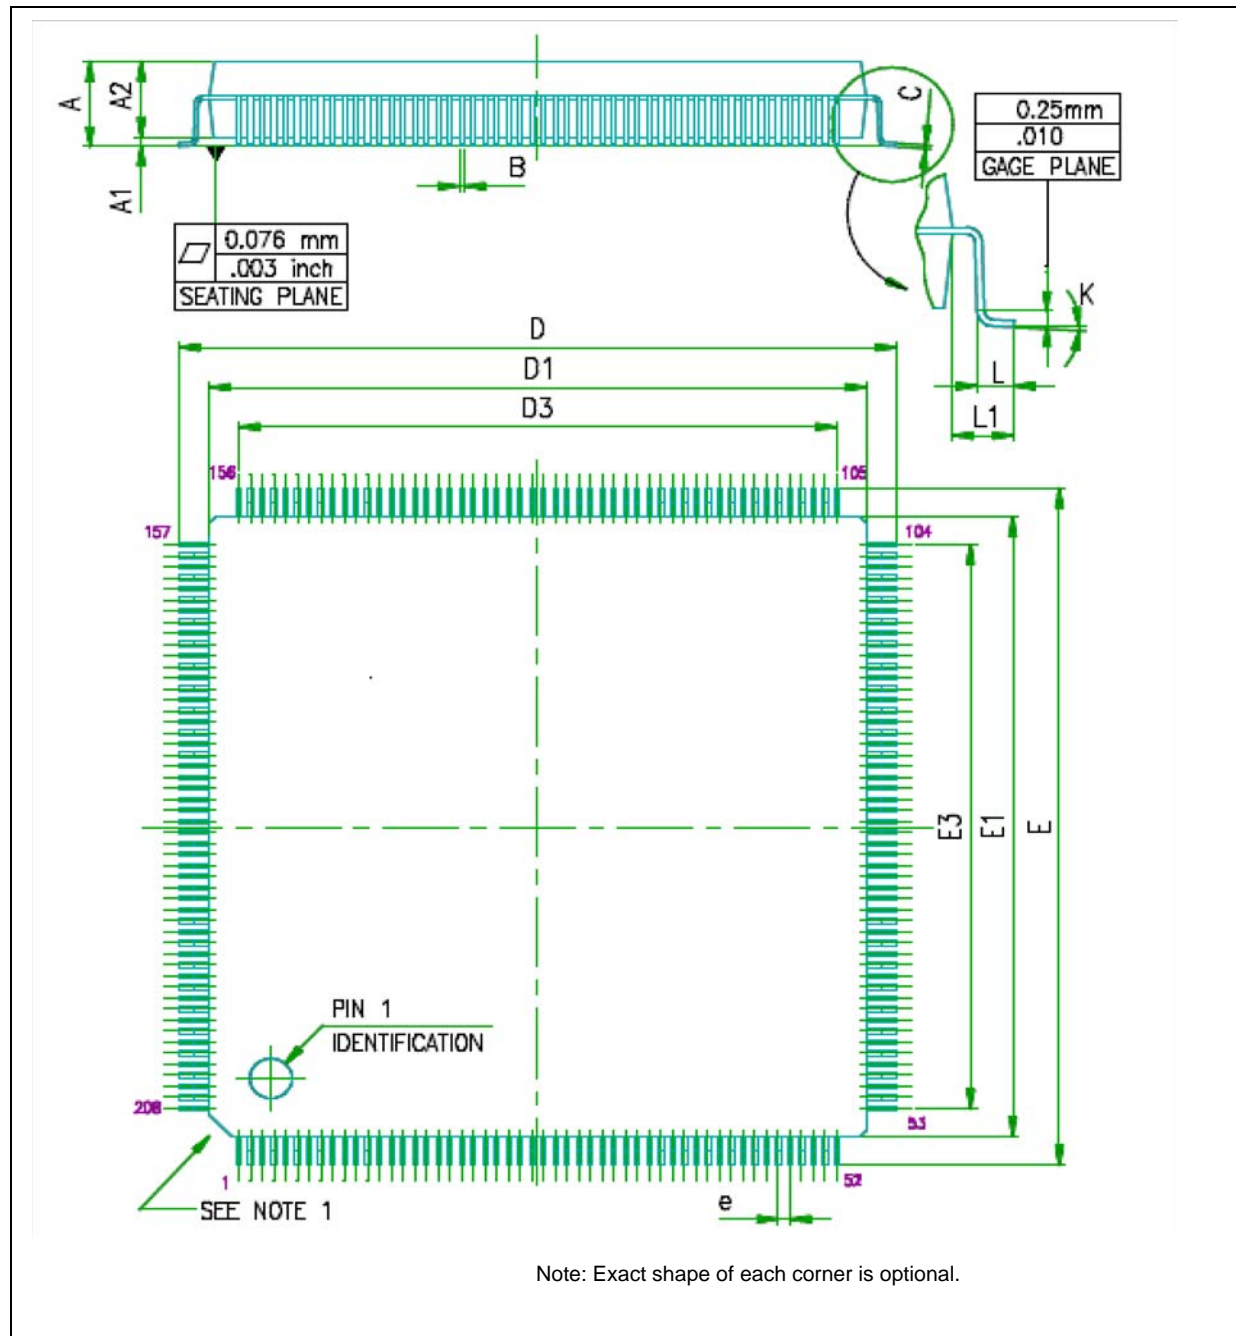 A
A2
A1
B
C
0.25mm
.010
GAGE PLANE
0.076 mm
.003 inch
SEATING PLANE
K
L
L1
D
D1
D3
156
105
157
104
E3
E1
E
PIN 1
IDENTIFICATION
208
53
1
52
e
SEE NOTE 1
Note: Exact shape of each corner is optional.